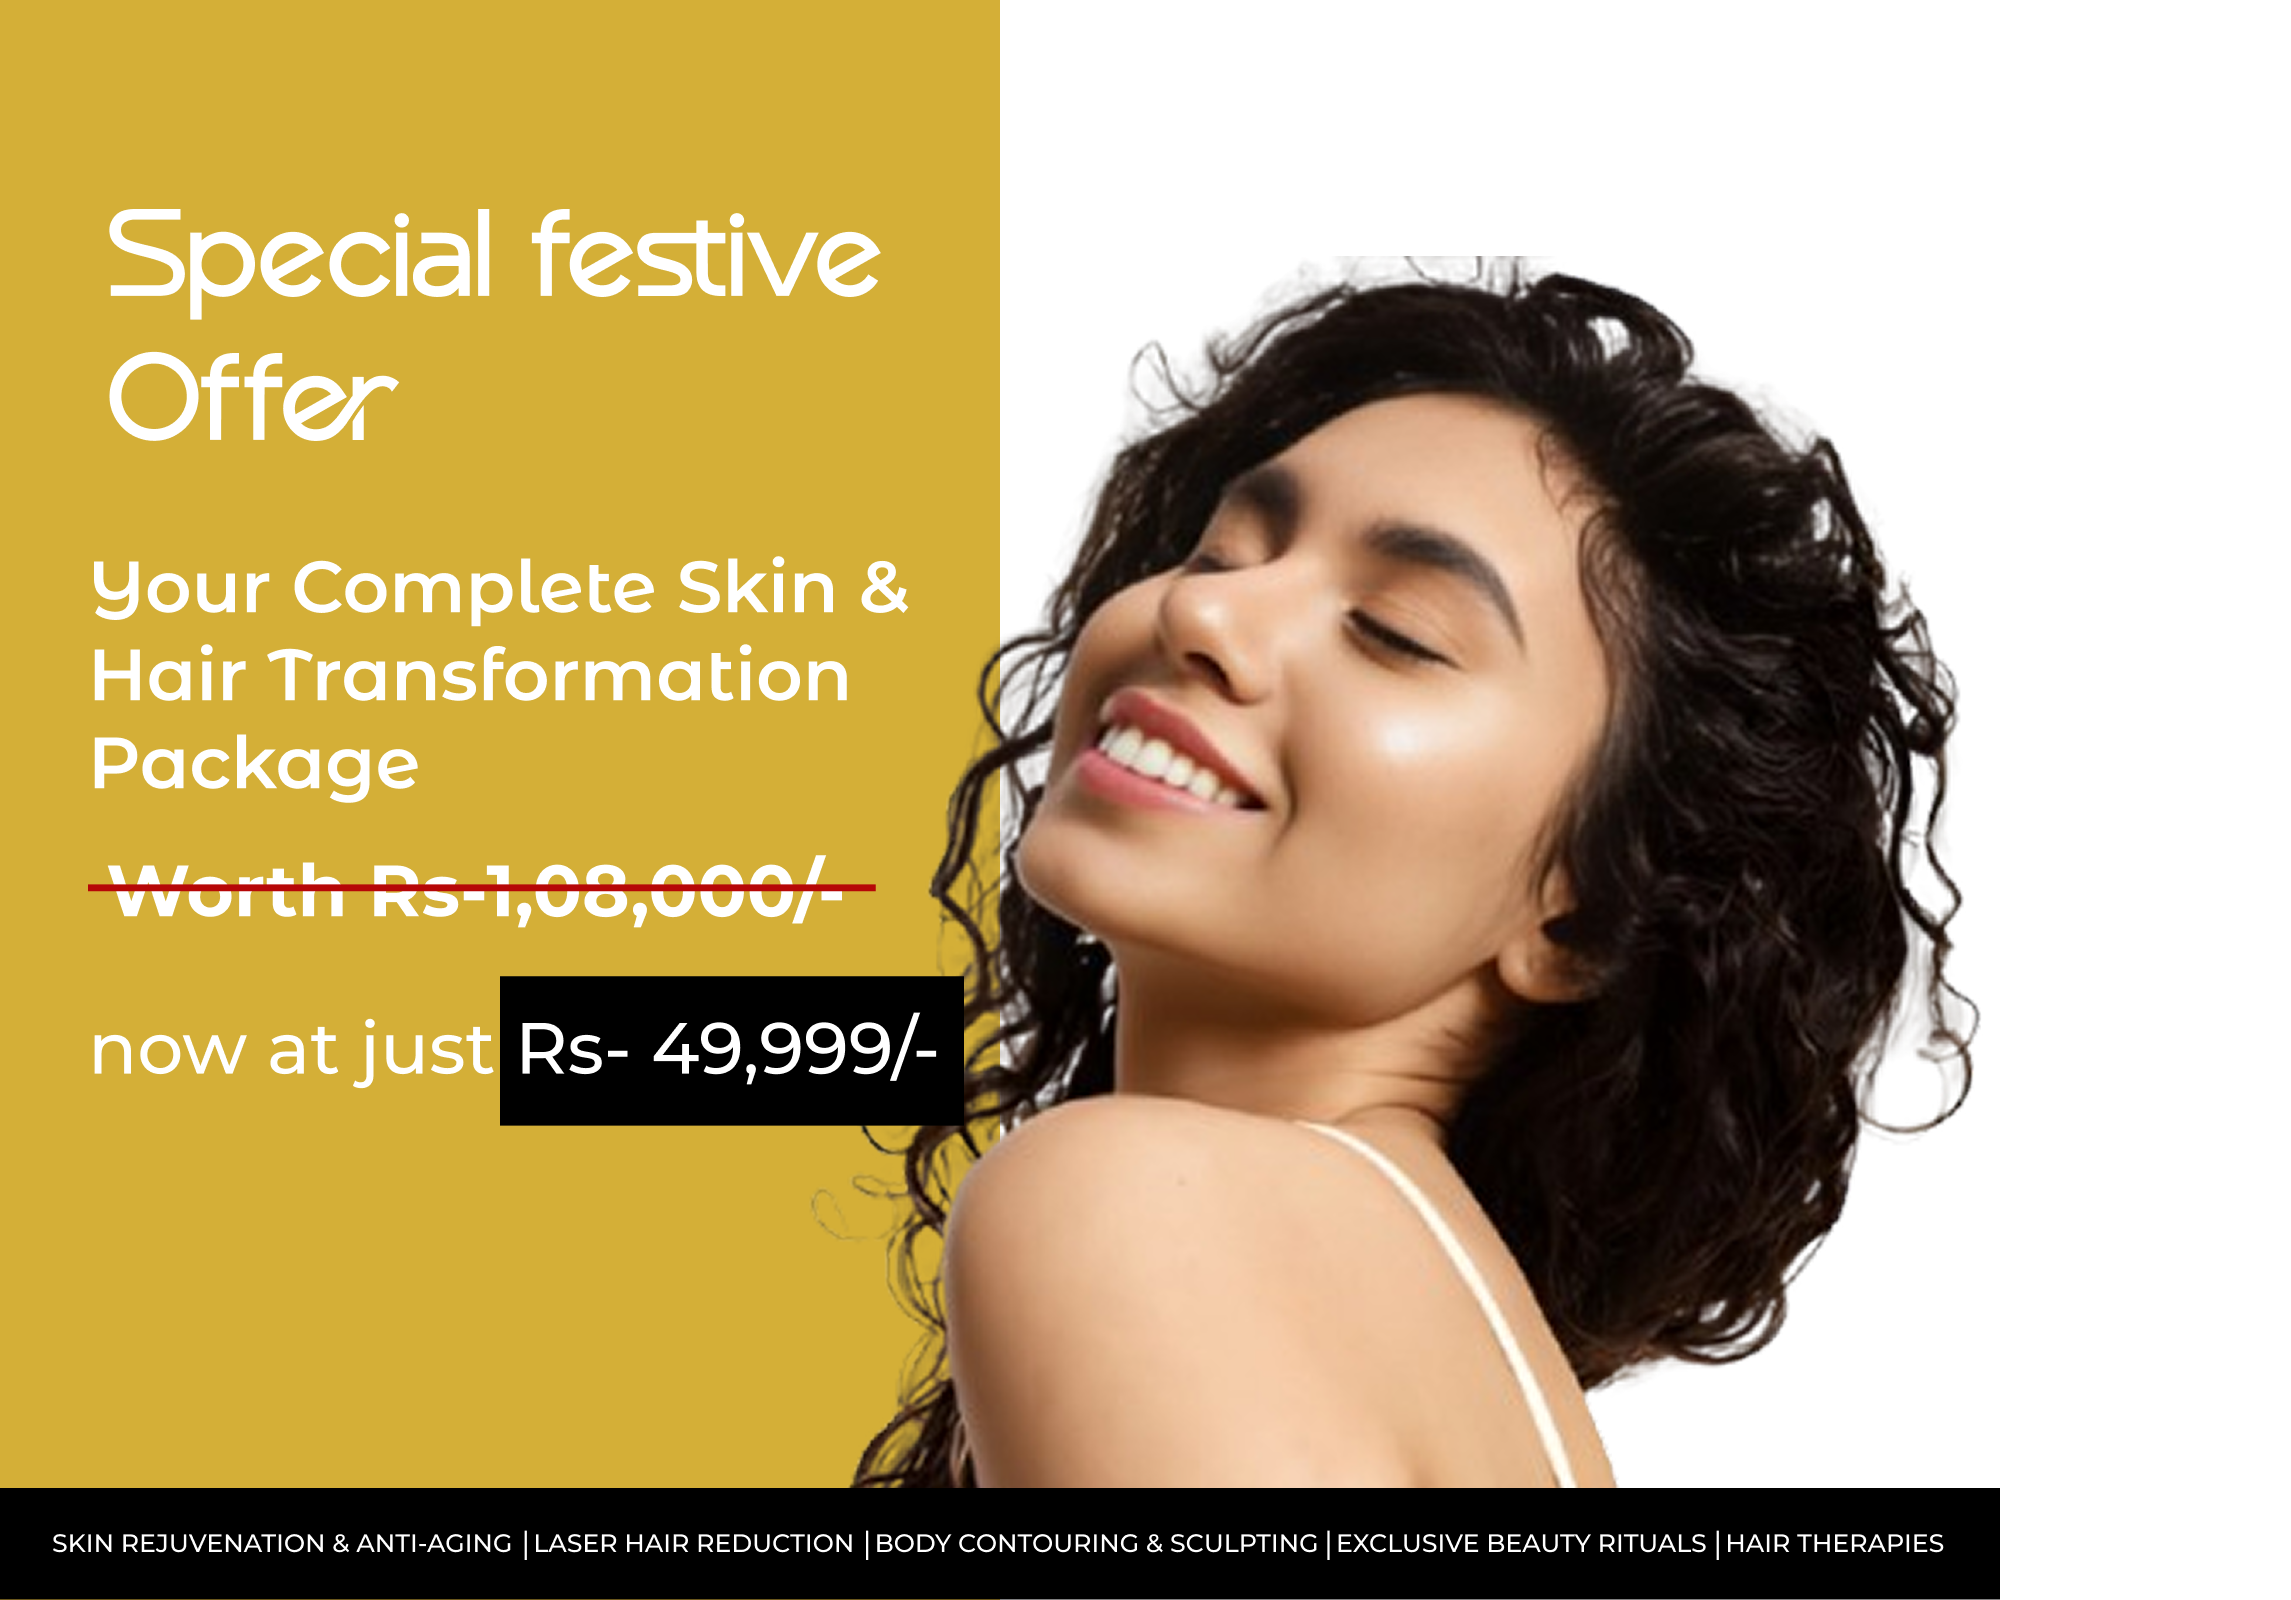 Special festive
Offer
Your Complete Skin &
Hair Transformation
Package
Worth Rs-1,08,000/-
now at just Rs- 49,999/-
SKIN REJUVENATION & ANTI-AGING | LASER HAIR REDUCTION | BODY CONTOURING & SCULPTING | EXCLUSIVE BEAUTY RITUALS | HAIR THERAPIES